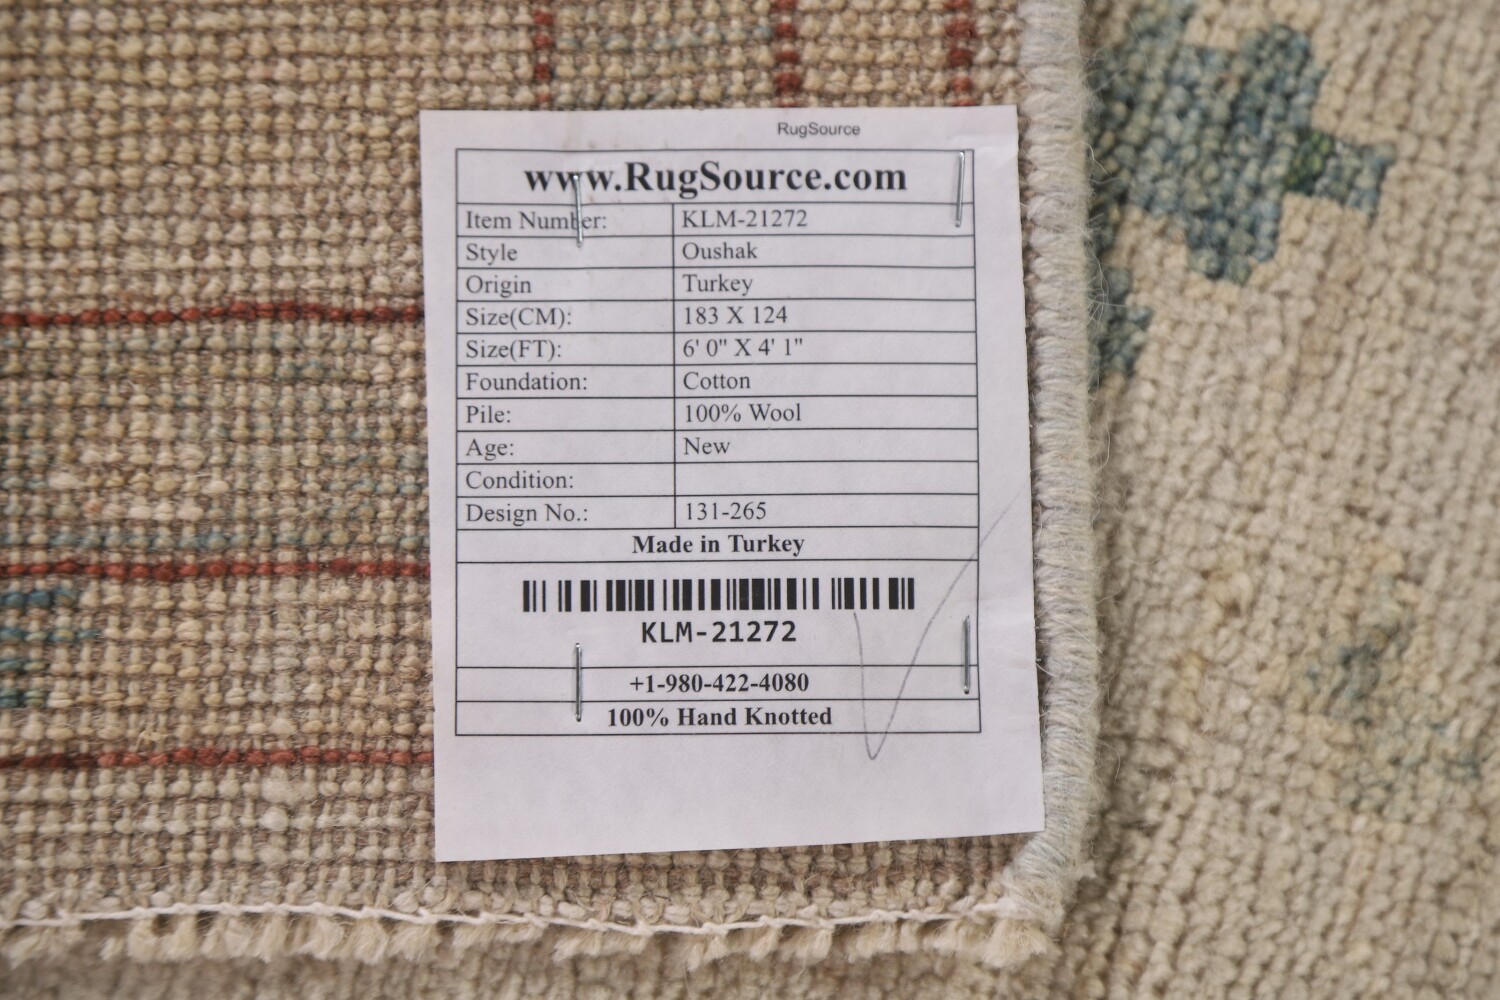 RugSource
www.RugSource.com
Item Number: KLM-21272
Style Oushak
Origin Turkey
Size(CM): 183 X 124
Size(FT): 6' 0" X 4' 1"
Foundation: Cotton
Pile: 100% Wool
Age: New
Condition:
Design No.: 131-265
Made in Turkey
KLM-21272
+1-980-422-4080
100% Hand Knotted